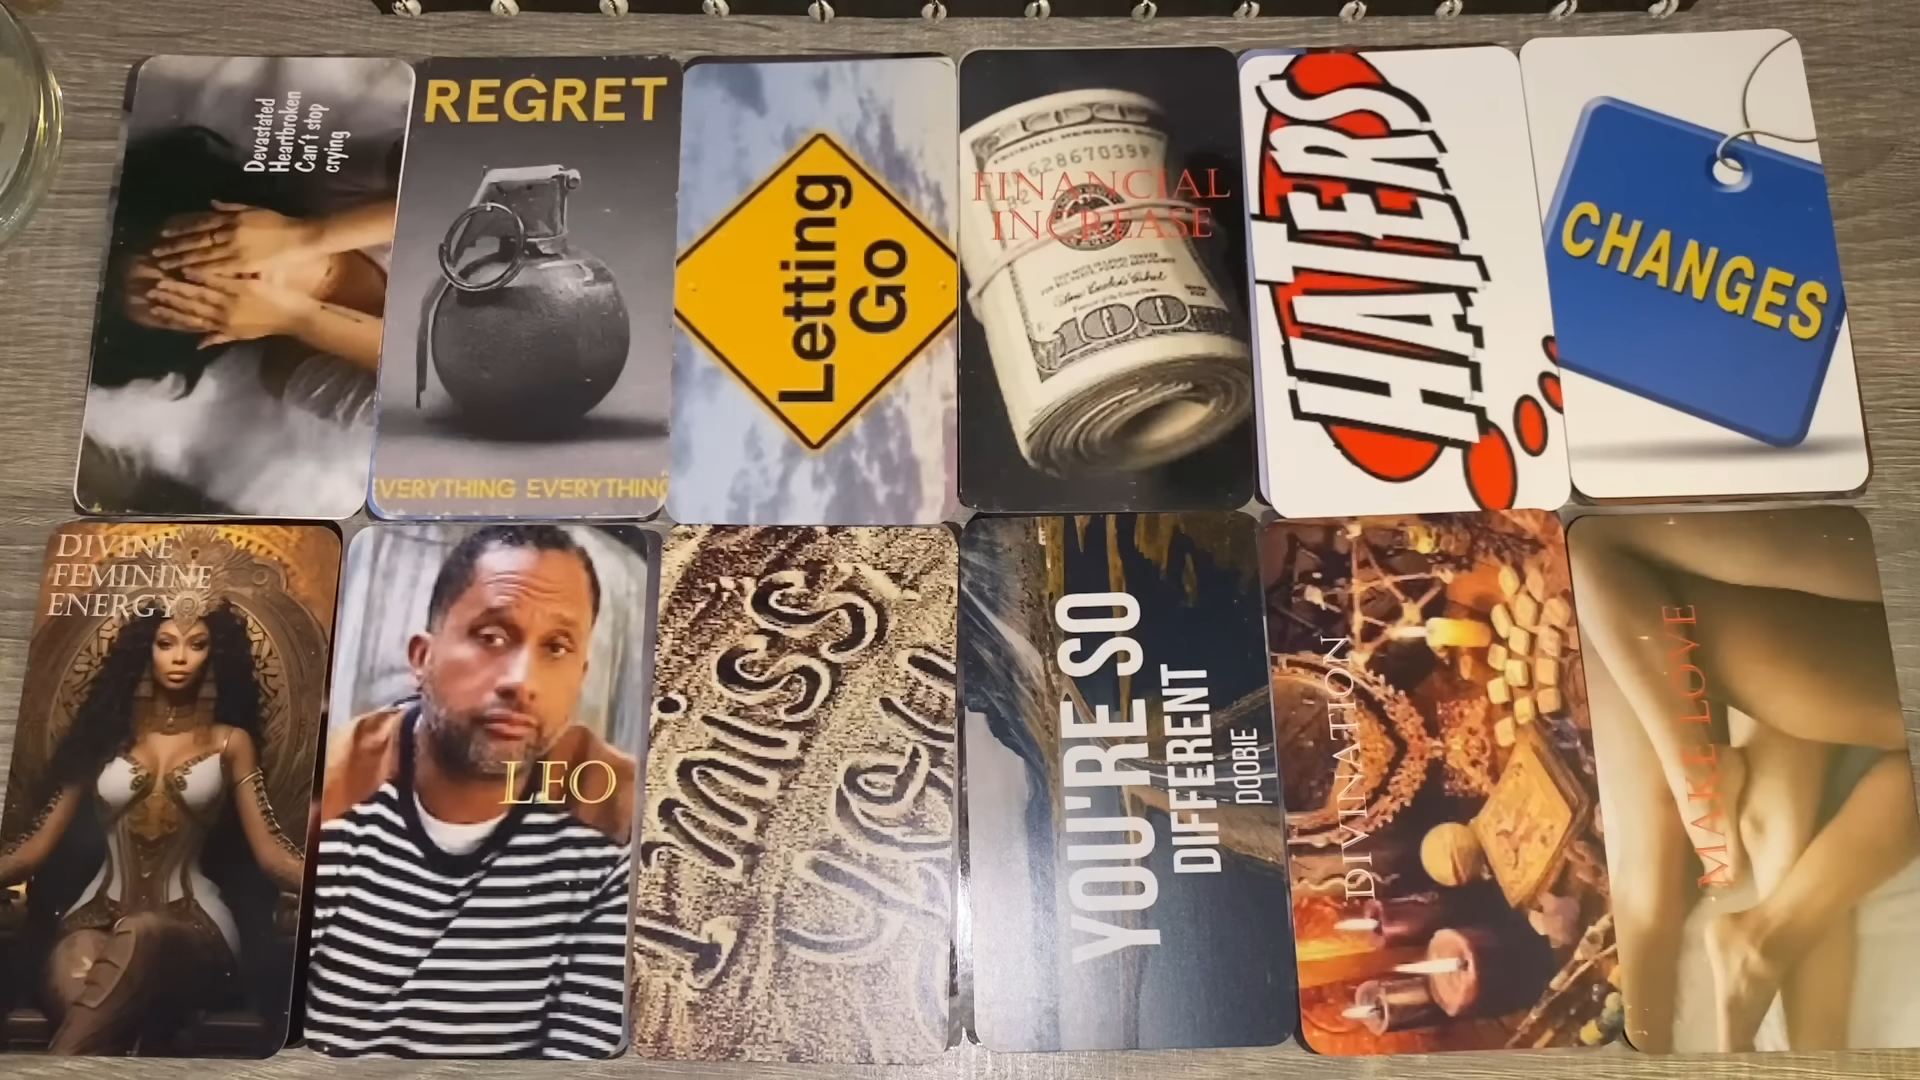 Devastated
Heartbroken
Can't stop
crying
REGRET
EVERYTHING EVERYTHING
Letting
Go
FINANCIAL
INCREASE
100
HATERS
CHANGES
DIVINE
FEMININE
ENERGY
LEO
I miss
you
YOU'RE SO
DIFFERENT
DOOBIE
DIVINATION
MAKE LOVE